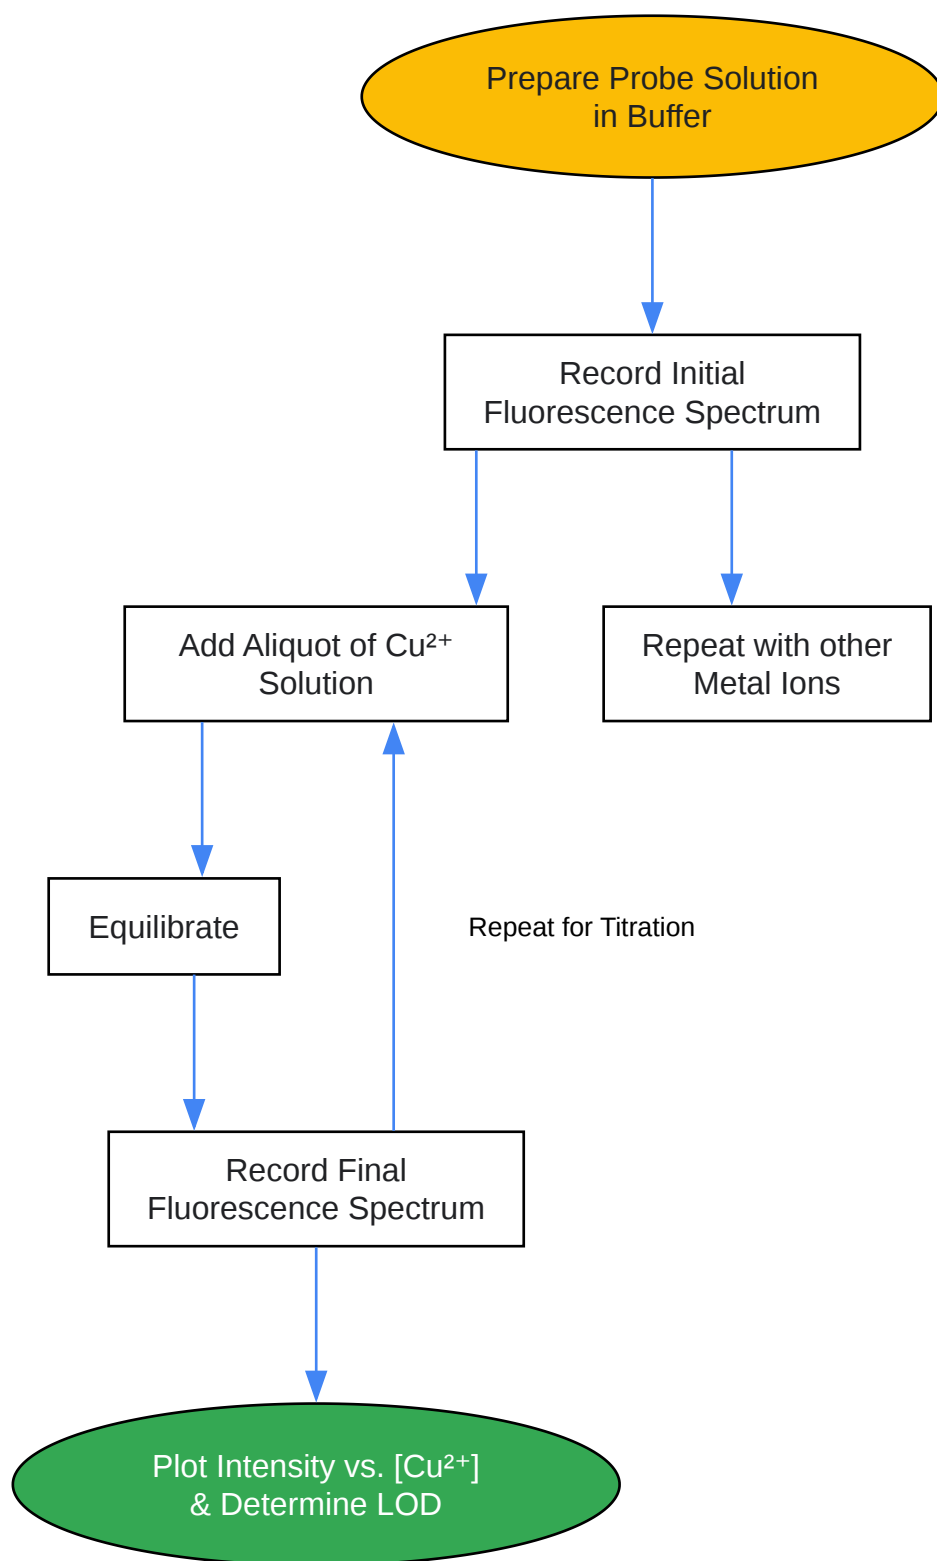 Prepare Probe Solution
in Buffer
Record Initial
Fluorescence Spectrum
Add Aliquot of Cu²⁺
Solution
Repeat with other
Metal Ions
Equilibrate
Repeat for Titration
Record Final
Fluorescence Spectrum
Plot Intensity vs. [Cu²⁺]
& Determine LOD